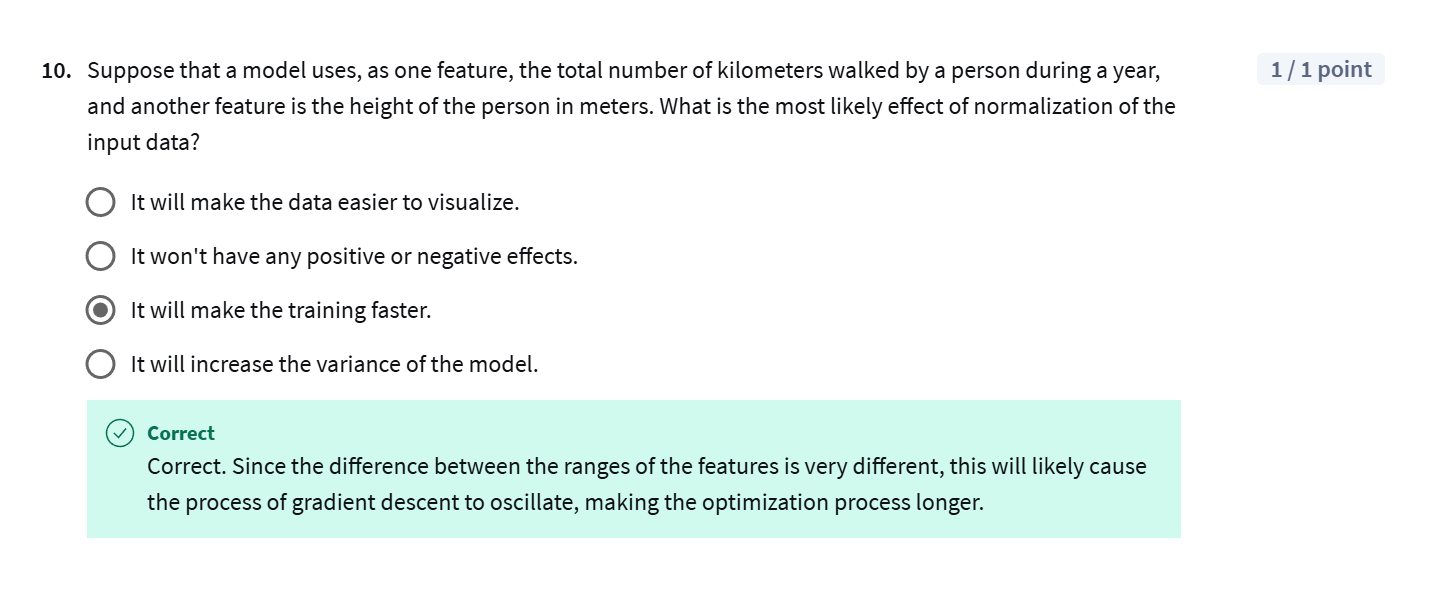 10. Suppose that a model uses, as one feature, the total number of kilometers walked by a person during a year, 1 / 1 point
and another feature is the height of the person in meters. What is the most likely effect of normalization of the
input data?
It will make the data easier to visualize.
It won't have any positive or negative effects.
It will make the training faster.
It will increase the variance of the model.
Correct
Correct. Since the difference between the ranges of the features is very different, this will likely cause
the process of gradient descent to oscillate, making the optimization process longer.